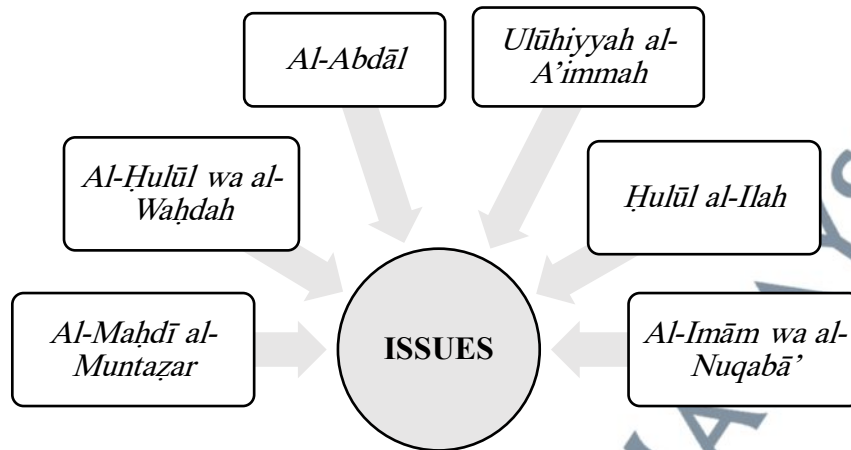 Al-Abdāl
Ulūhiyyah al-
A’immah
Al-Ḥulūl wa al-
Waḥdah
Ḥulūl al-Ilah
Al-Maḥdī al-
Muntaẓar
ISSUES
Al-Imām wa al-
Nuqabā’